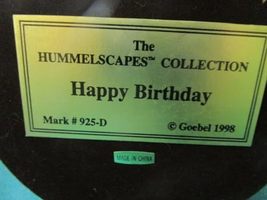 The
HUMMELSCAPES™ COLLECTION
Happy Birthday
Mark # 925-D
© Goebel 1998
MADE IN CHINA